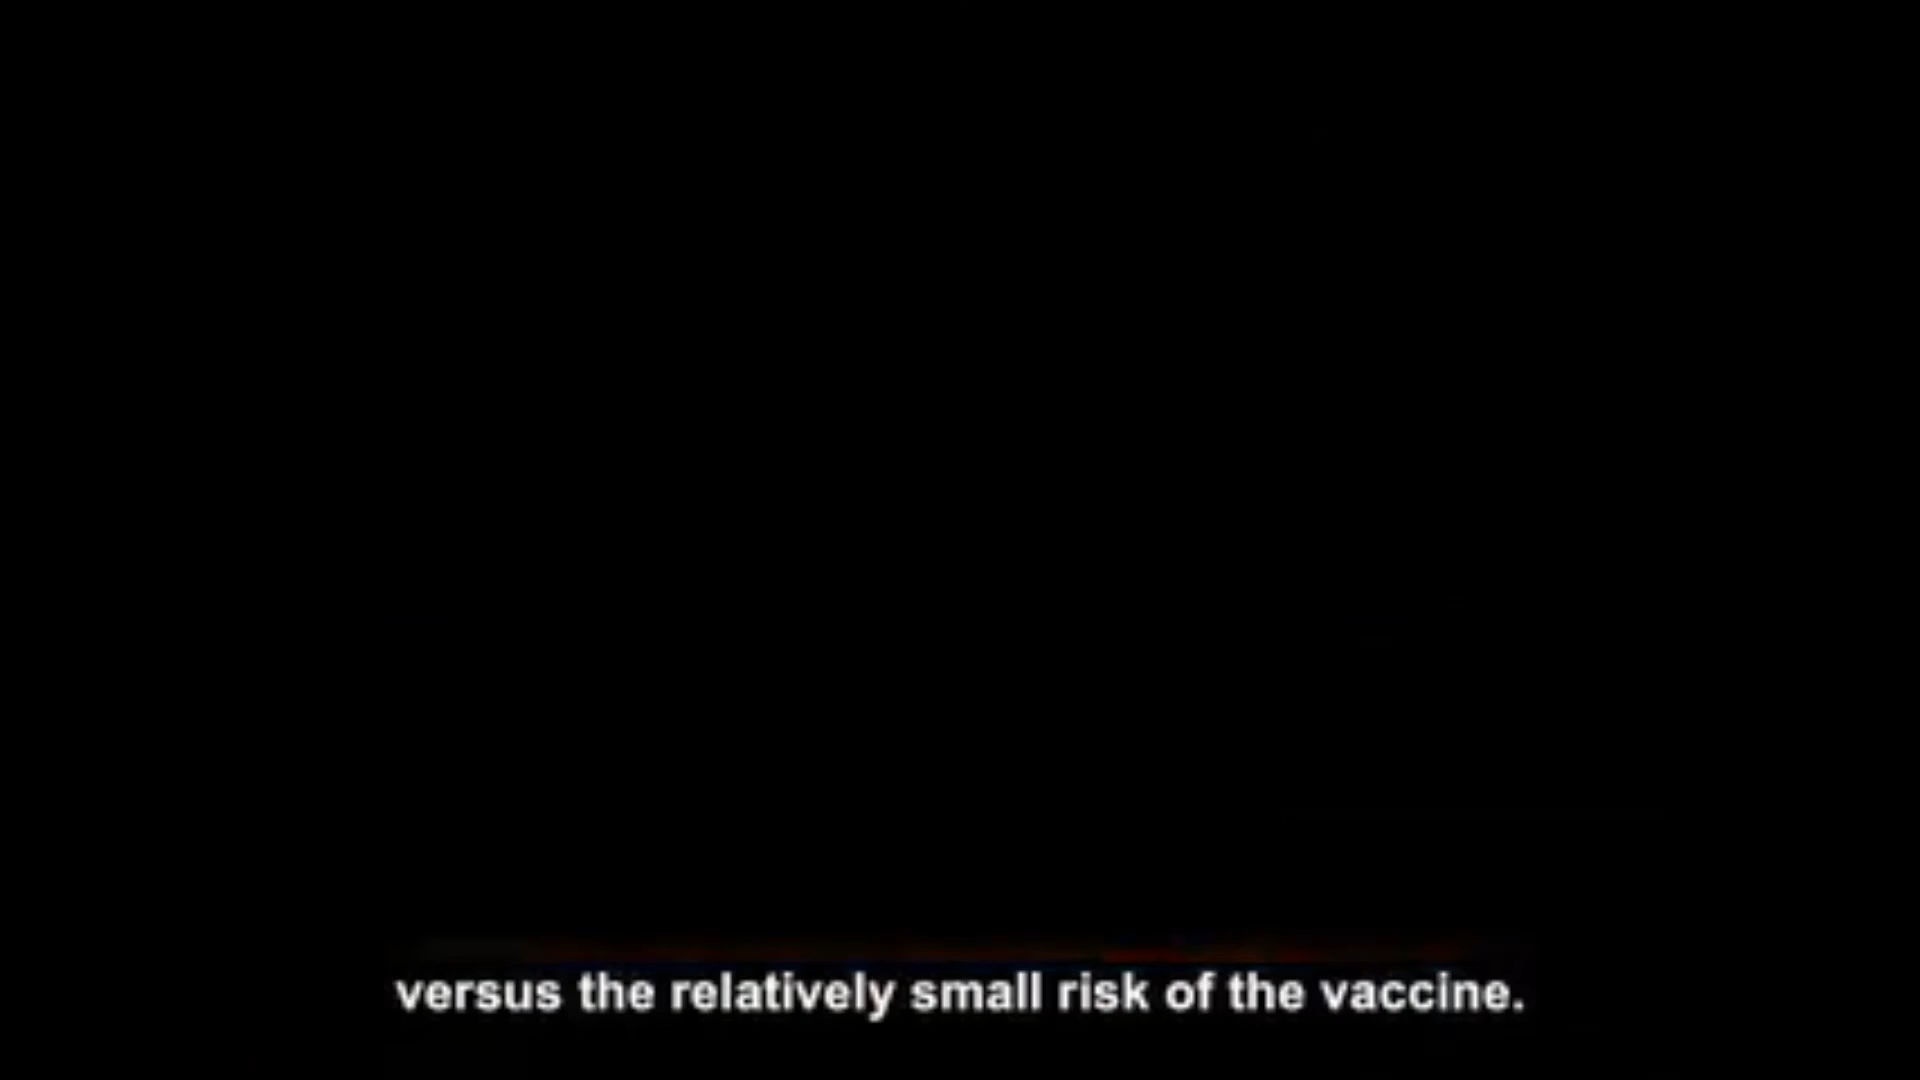 versus the relatively small risk of the vaccine.